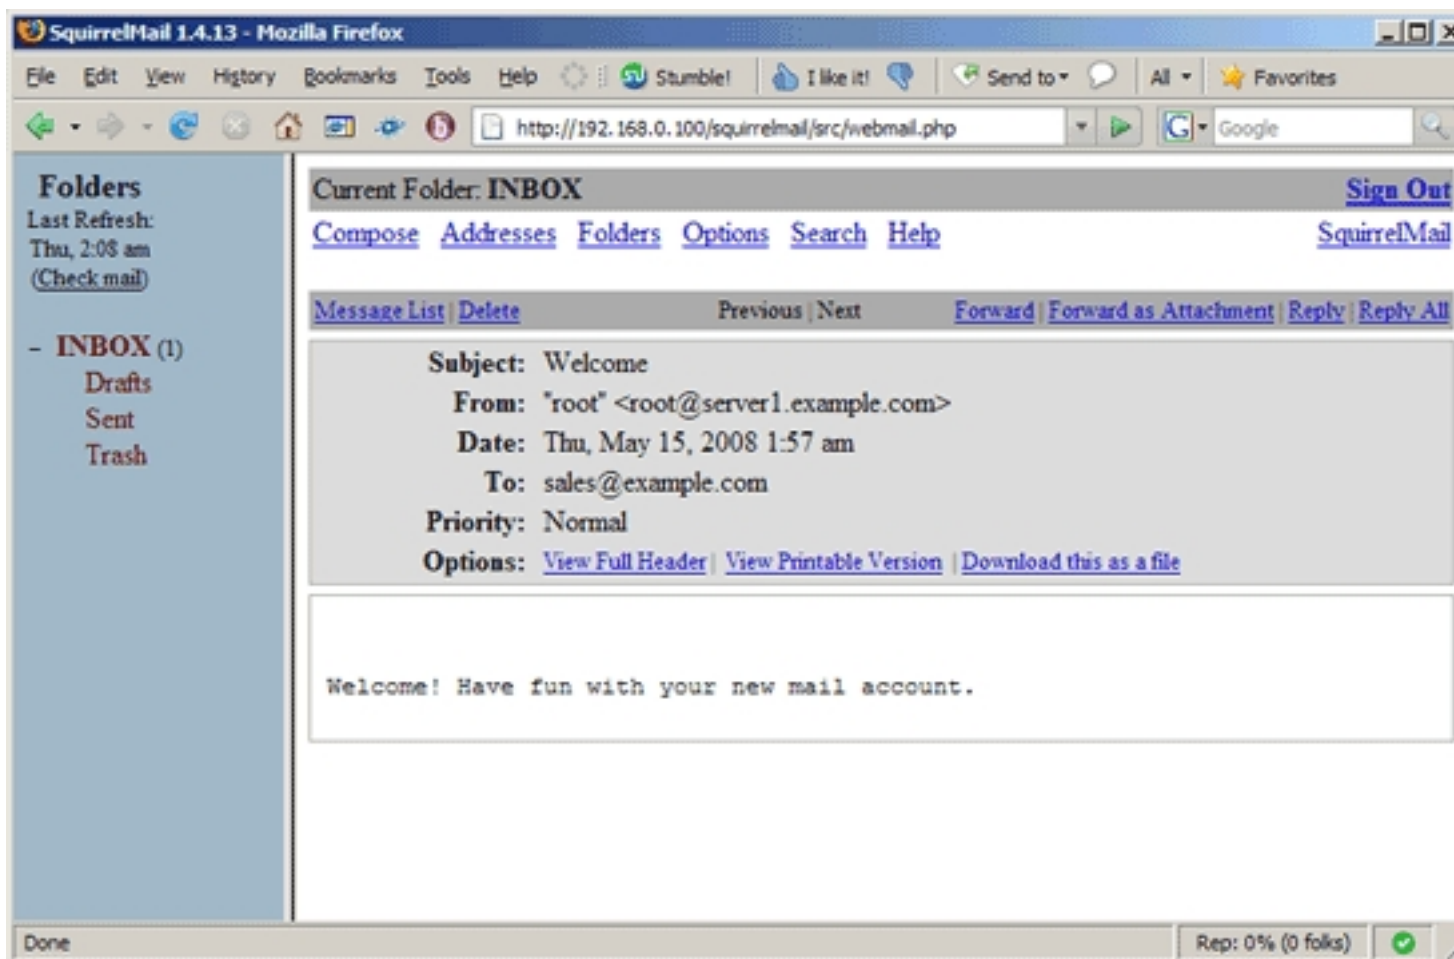 SquirrelMail 1.4.13 - Mozilla Firefox
File Edit View History Bookmarks Tools Help Stumble! I like it! Send to All Favorites
http://192.168.0.100/squirrelmail/src/webmail.php G Google
Folders
Last Refresh:
Thu, 2:08 am
(Check mail)
– INBOX (1)
Drafts
Sent
Trash
Current Folder: INBOX Sign Out
Compose Addresses Folders Options Search Help SquirrelMail
Message List | Delete Previous | Next Forward | Forward as Attachment | Reply | Reply All
Subject: Welcome
From: "root" <root@server1.example.com>
Date: Thu, May 15, 2008 1:57 am
To: sales@example.com
Priority: Normal
Options: View Full Header | View Printable Version | Download this as a file
Welcome! Have fun with your new mail account.
Done Rep: 0% (0 folks)